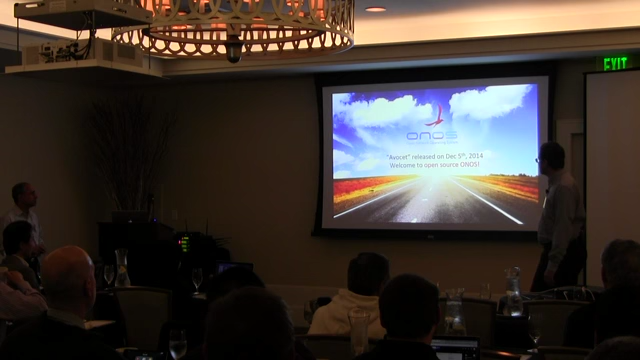 EXIT
ONOS
"Avocet" released on Dec 5th, 2014
Welcome to open source ONOS!